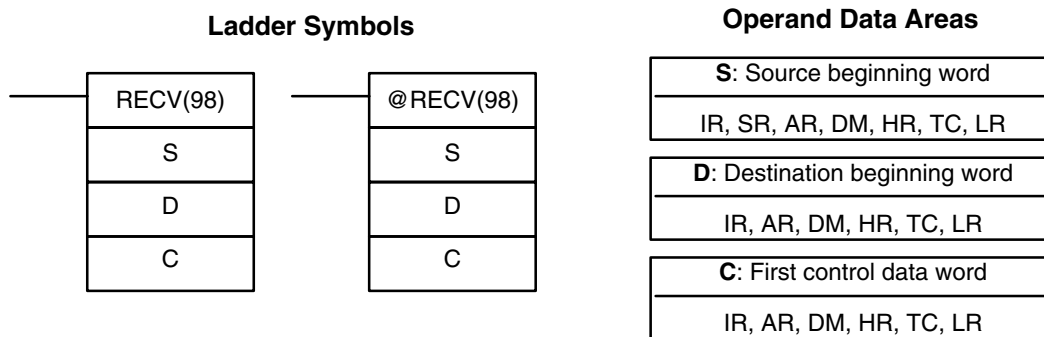 Ladder Symbols
RECV(98)
S
D
C
@RECV(98)
S
D
C
Operand Data Areas
S: Source beginning word
IR, SR, AR, DM, HR, TC, LR
D: Destination beginning word
IR, AR, DM, HR, TC, LR
C: First control data word
IR, AR, DM, HR, TC, LR